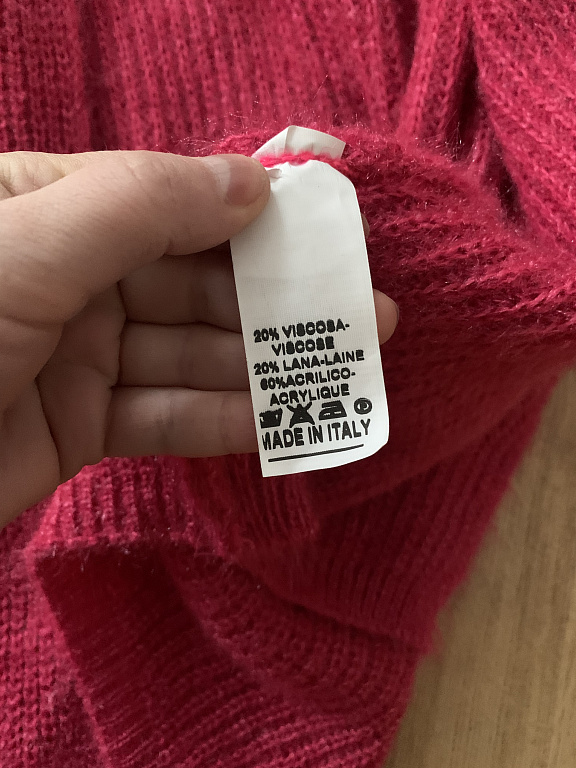 20% VISCOSA-
VISCOSE
20% LANA-LAINE
60%ACRILICO-
ACRYLIQUE
MADE IN ITALY